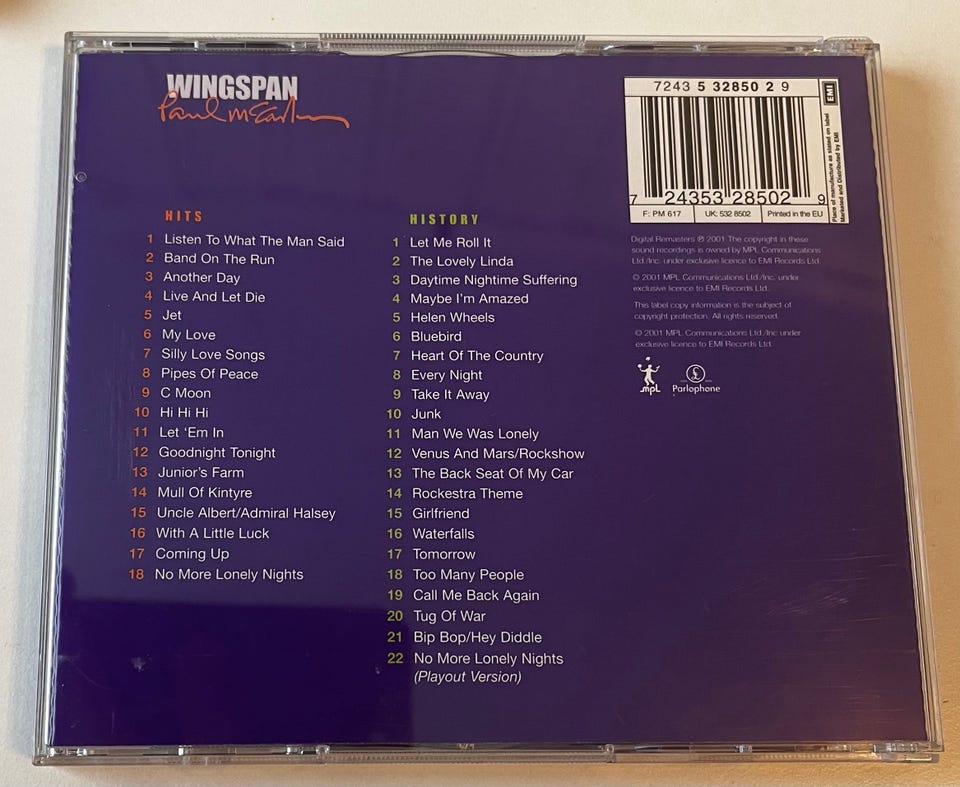 WINGSPAN
Paul McCartney
HITS
1 Listen To What The Man Said
2 Band On The Run
3 Another Day
4 Live And Let Die
5 Jet
6 My Love
7 Silly Love Songs
8 Pipes Of Peace
9 C Moon
10 Hi Hi Hi
11 Let ‘Em In
12 Goodnight Tonight
13 Junior’s Farm
14 Mull Of Kintyre
15 Uncle Albert/Admiral Halsey
16 With A Little Luck
17 Coming Up
18 No More Lonely Nights
HISTORY
1 Let Me Roll It
2 The Lovely Linda
3 Daytime Nightime Suffering
4 Maybe I’m Amazed
5 Helen Wheels
6 Bluebird
7 Heart Of The Country
8 Every Night
9 Take It Away
10 Junk
11 Man We Was Lonely
12 Venus And Mars/Rockshow
13 The Back Seat Of My Car
14 Rockestra Theme
15 Girlfriend
16 Waterfalls
17 Tomorrow
18 Too Many People
19 Call Me Back Again
20 Tug Of War
21 Bip Bop/Hey Diddle
22 No More Lonely Nights
(Playout Version)
7243 5 32850 2 9
7 24353 28502 9
F: PM 617 UK: 532 8502 Printed in the EU
EMI
Place of manufacture as stated on label
Marketed and Distributed by EMI
Digital Remasters ℗ 2001 The copyright in these
sound recordings is owned by MPL Communications
Ltd./Inc. under exclusive licence to EMI Records Ltd.
© 2001 MPL Communications Ltd./Inc. under
exclusive licence to EMI Records Ltd.
This label copy information is the subject of
copyright protection. All rights reserved.
© 2001 MPL Communications Ltd./Inc under
exclusive licence to EMI Records Ltd.
mpL
£
Parlophone